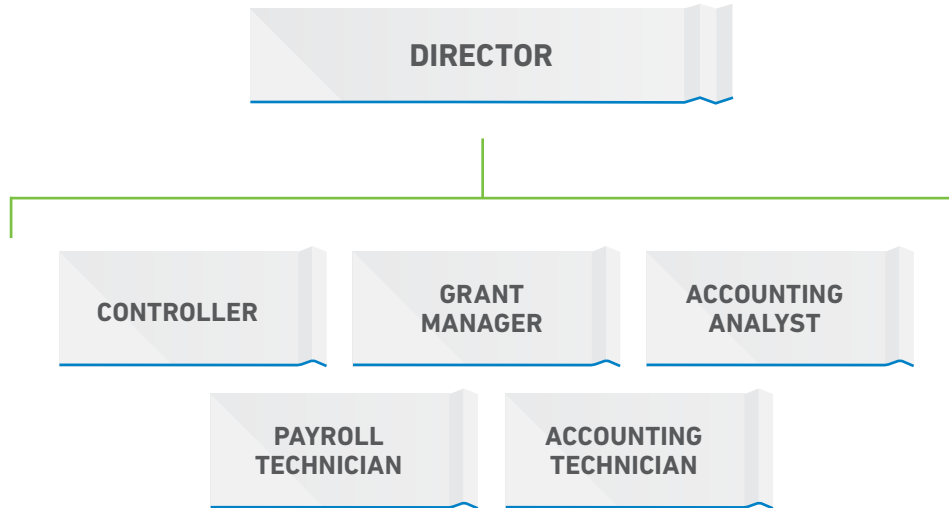 DIRECTOR
CONTROLLER
GRANT
MANAGER
ACCOUNTING
ANALYST
PAYROLL
TECHNICIAN
ACCOUNTING
TECHNICIAN